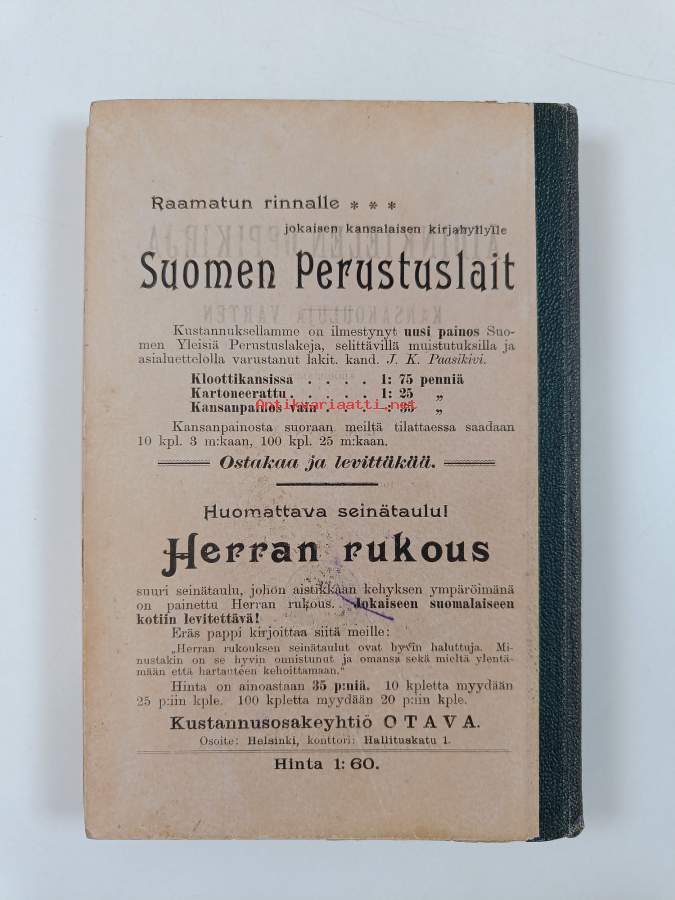 Raamatun rinnalle * * *
jokaisen kansalaisen kirjahyllylle
Suomen Perustuslait
Kustannuksellamme on ilmestynyt uusi painos Suo-
men Yleisiä Perustuslakeja, selittävillä muistutuksilla ja
asialuettelolla varustanut lakit. kand. J. K. Paasikivi.
Kloottikansissa . . . . 1: 75 penniä
Kartoneerattu . . . . . 1: 25 „
Kansanpainos vain . . . —: 35 „
Antikvariaatti.net
Kansanpainosta suoraan meiltä tilattaessa saadaan
10 kpl. 3 m:kaan, 100 kpl. 25 m:kaan.
Ostakaa ja levittäkää.
Huomattava seinätaulu!
Herran rukous
suuri seinätaulu, johon aistikkaan kehyksen ympäröimänä
on painettu Herran rukous. Jokaiseen suomalaiseen
kotiin levitettävä!
Eräs pappi kirjoittaa siitä meille:
„Herran rukouksen seinätaulut ovat hyvin haluttuja. Mi-
nustakin on se hyvin onnistunut ja omansa sekä mieltä ylentä-
mään että hartauteen kehoittamaan."
Hinta on ainoastaan 35 p:niä. 10 kpletta myydään
25 p:iin kple. 100 kpletta myydään 20 p:iin kple.
Kustannusosakeyhtiö OTAVA.
Osoite: Helsinki, konttori: Hallituskatu 1.
Hinta 1: 60.